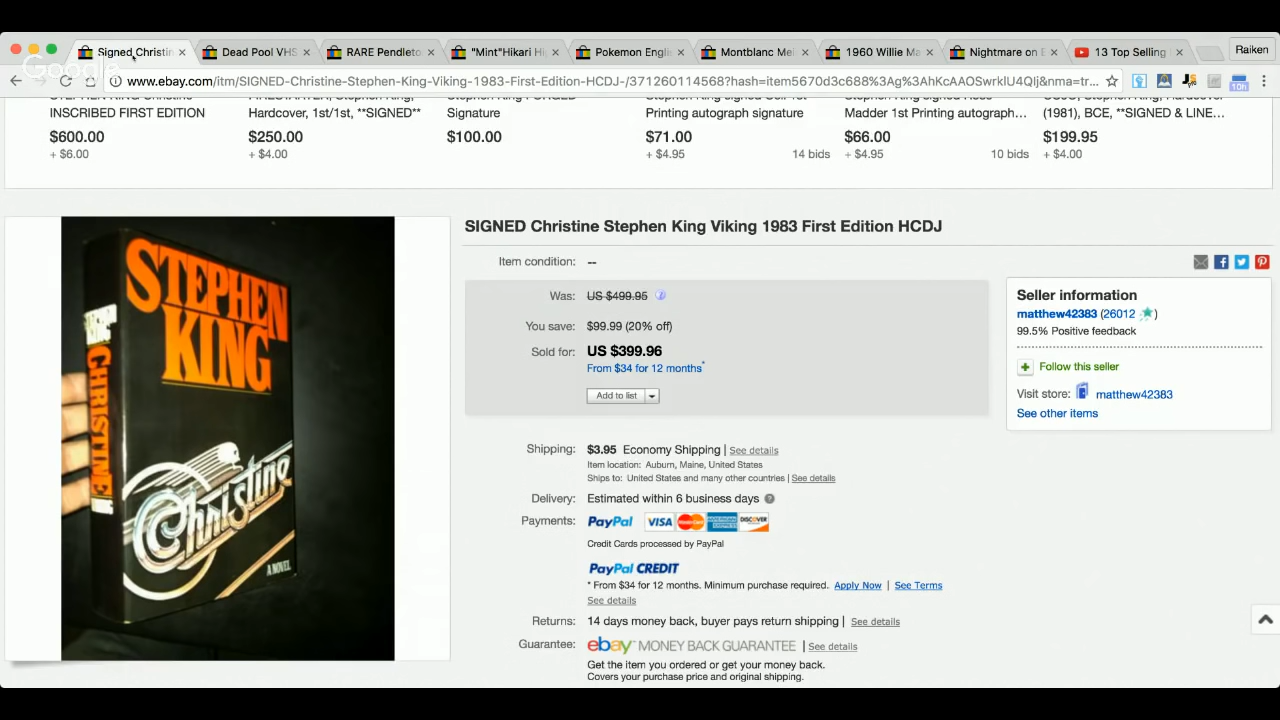 Signed Christin
Dead Pool VHS
RARE Pendleto
"Mint"Hikari Hi
Pokemon Engli
Montblanc Mei
1960 Willie Ma
Nightmare on E
13 Top Selling
Raiken
Google
www.ebay.com/itm/SIGNED-Christine-Stephen-King-Viking-1983-First-Edition-HCDJ-/371260114568?hash=item5670d3c688%3Ag%3AhKcAAOSwrklU4QIj&nma=tr...
10h
INSCRIBED FIRST EDITION
Hardcover, 1st/1st, **SIGNED**
Signature
Printing autograph signature
Madder 1st Printing autograph...
(1981), BCE, **SIGNED & LINE...
$600.00
$250.00
$100.00
$71.00
$66.00
$199.95
+ $6.00
+ $4.00
+ $4.95
14 bids
+ $4.95
10 bids
+ $4.00
STEPHEN
KING
CHRISTINE
Christine
A NOVEL
SIGNED Christine Stephen King Viking 1983 First Edition HCDJ
Item condition: --
Was: US $499.95
You save: $99.99 (20% off)
Sold for: US $399.96
From $34 for 12 months*
Add to list
Shipping: $3.95 Economy Shipping | See details
Item location: Auburn, Maine, United States
Ships to: United States and many other countries | See details
Delivery: Estimated within 6 business days
Payments: PayPal VISA MasterCard AMERICAN EXPRESS DISCOVER
Credit Cards processed by PayPal
PayPal CREDIT
* From $34 for 12 months. Minimum purchase required. Apply Now | See Terms
See details
Returns: 14 days money back, buyer pays return shipping | See details
Guarantee: ebay MONEY BACK GUARANTEE | See details
Get the item you ordered or get your money back.
Covers your purchase price and original shipping.
Seller information
matthew42383 (26012)
99.5% Positive feedback
Follow this seller
Visit store: matthew42383
See other items